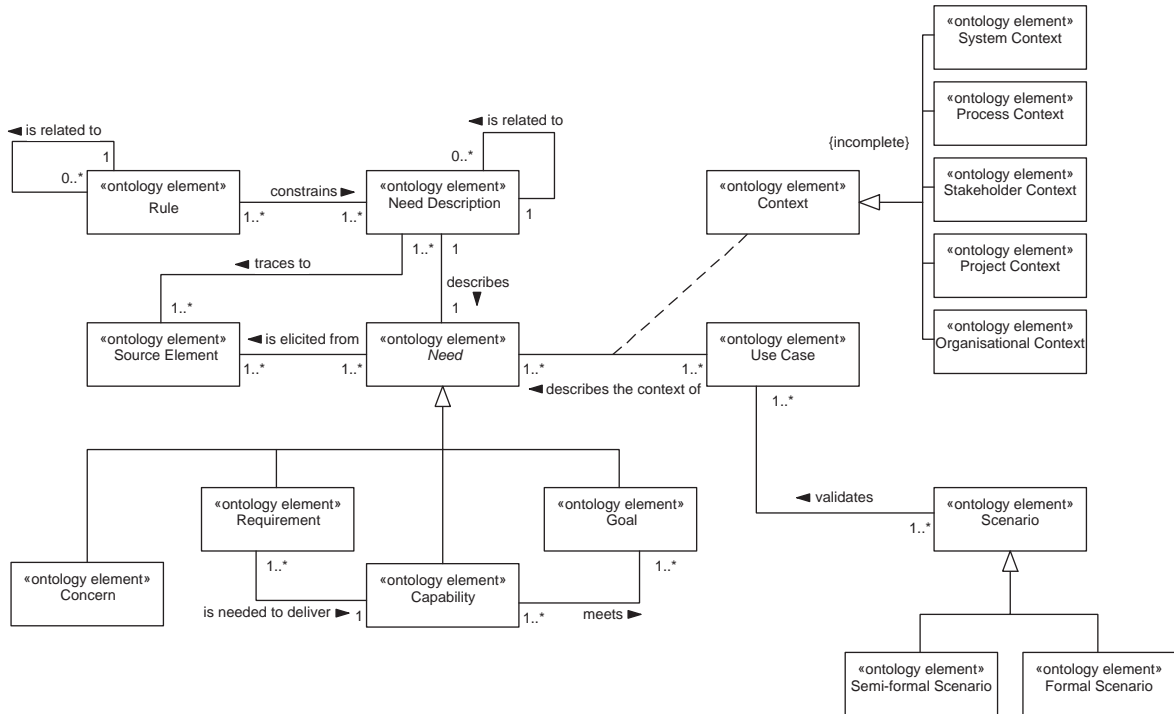 «ontology element»
System Context
«ontology element»
Process Context
{incomplete}
«ontology element»
Stakeholder Context
«ontology element»
Project Context
«ontology element»
Organisational Context
◄ is related to
1
0..*
«ontology element»
Rule
constrains ►
1..*
1..*
◄ is related to
0..*
«ontology element»
Need Description
1
«ontology element»
Context
1..*
1
◄ traces to
describes
▼
1..*
1
«ontology element»
Source Element
◄ is elicited from
1..*
1..*
«ontology element»
Need
1..*
1..*
◄ describes the context of
«ontology element»
Use Case
1..*
◄ validates
1..*
«ontology element»
Scenario
«ontology element»
Requirement
«ontology element»
Goal
1..*
1..*
«ontology element»
Concern
«ontology element»
Capability
is needed to deliver ►
1
1..*
meets ►
«ontology element»
Semi-formal Scenario
«ontology element»
Formal Scenario